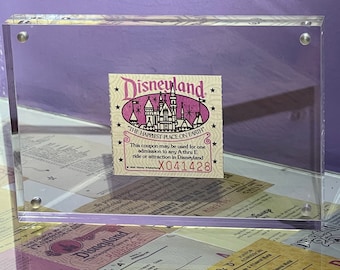 Disneyland
"THE HAPPIEST PLACE ON EARTH"
This coupon may be used for one
admission to any A thru E
ride or attraction in Disneyland
X041428
Disneyland